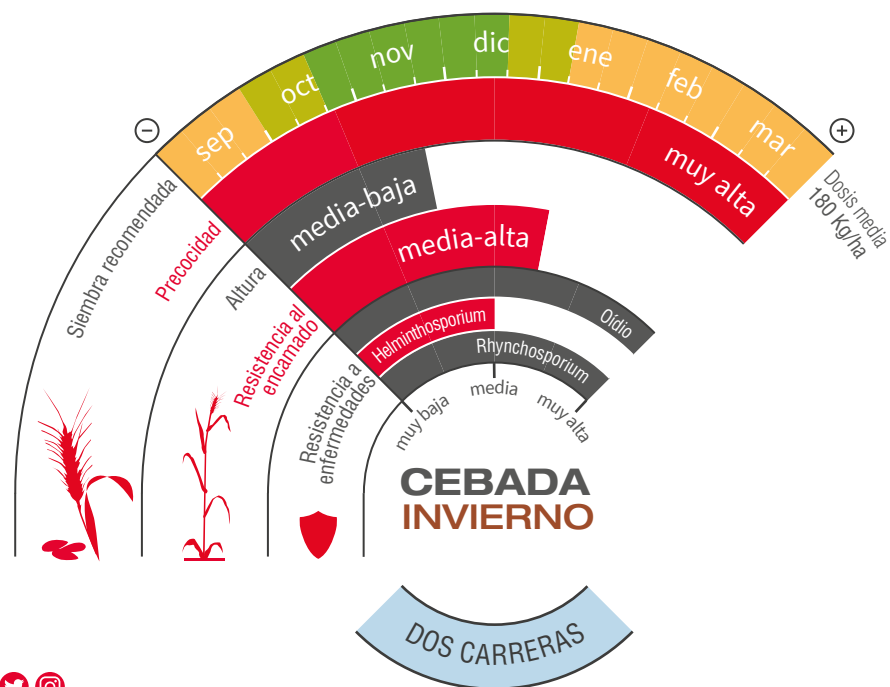 sep
oct
nov
dic
ene
feb
mar
−
+
Dosis media
180 Kg/ha
Siembra recomendada
Precocidad
muy alta
Altura
media-baja
Resistencia al
encamado
media-alta
Resistencia a
enfermedades
Oídio
Helminthosporium
Rhynchosporium
muy baja
media
muy alta
CEBADA
INVIERNO
DOS CARRERAS